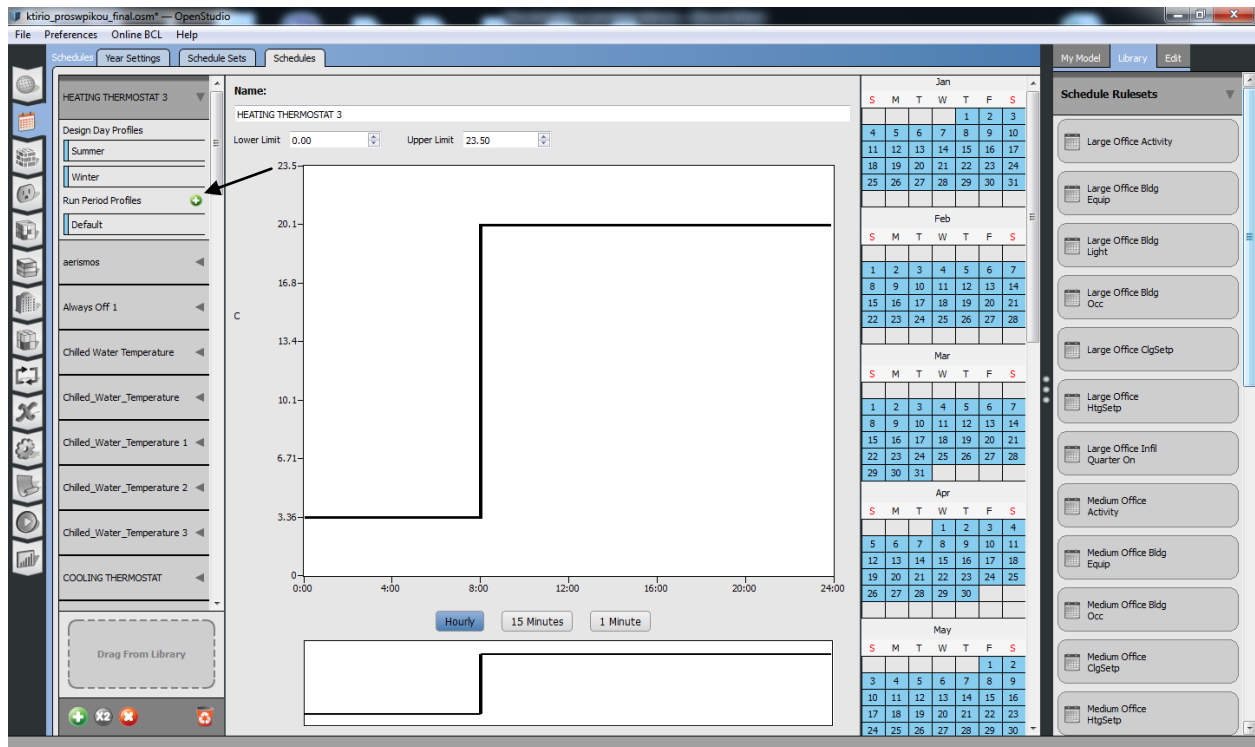 ktirio_proswpikou_final.osm* — OpenStudio
File Preferences Online BCL Help
Schedules Year Settings Schedule Sets Schedules
My Model Library Edit
HEATING THERMOSTAT 3
Design Day Profiles
Summer
Winter
Run Period Profiles
Default
aerismos
Always Off 1
Chilled Water Temperature
Chilled_Water_Temperature
Chilled_Water_Temperature 1
Chilled_Water_Temperature 2
Chilled_Water_Temperature 3
COOLING THERMOSTAT
Drag From Library
X2
Name:
HEATING THERMOSTAT 3
Lower Limit 0.00 Upper Limit 23.50
23.5
20.1
16.8
C
13.4
10.1
6.71
3.36
0
0:00 4:00 8:00 12:00 16:00 20:00 24:00
Hourly 15 Minutes 1 Minute
Jan
S M T W T F S
1 2 3
4 5 6 7 8 9 10
11 12 13 14 15 16 17
18 19 20 21 22 23 24
25 26 27 28 29 30 31
Feb
S M T W T F S
1 2 3 4 5 6 7
8 9 10 11 12 13 14
15 16 17 18 19 20 21
22 23 24 25 26 27 28
Mar
S M T W T F S
1 2 3 4 5 6 7
8 9 10 11 12 13 14
15 16 17 18 19 20 21
22 23 24 25 26 27 28
29 30 31
Apr
S M T W T F S
1 2 3 4
5 6 7 8 9 10 11
12 13 14 15 16 17 18
19 20 21 22 23 24 25
26 27 28 29 30
May
S M T W T F S
1 2
3 4 5 6 7 8 9
10 11 12 13 14 15 16
17 18 19 20 21 22 23
24 25 26 27 28 29 30
Schedule Rulesets
Large Office Activity
Large Office Bldg
Equip
Large Office Bldg
Light
Large Office Bldg
Occ
Large Office ClgSetp
Large Office
HtgSetp
Large Office Infil
Quarter On
Medium Office
Activity
Medium Office Bldg
Equip
Medium Office Bldg
Occ
Medium Office
ClgSetp
Medium Office
HtgSetp